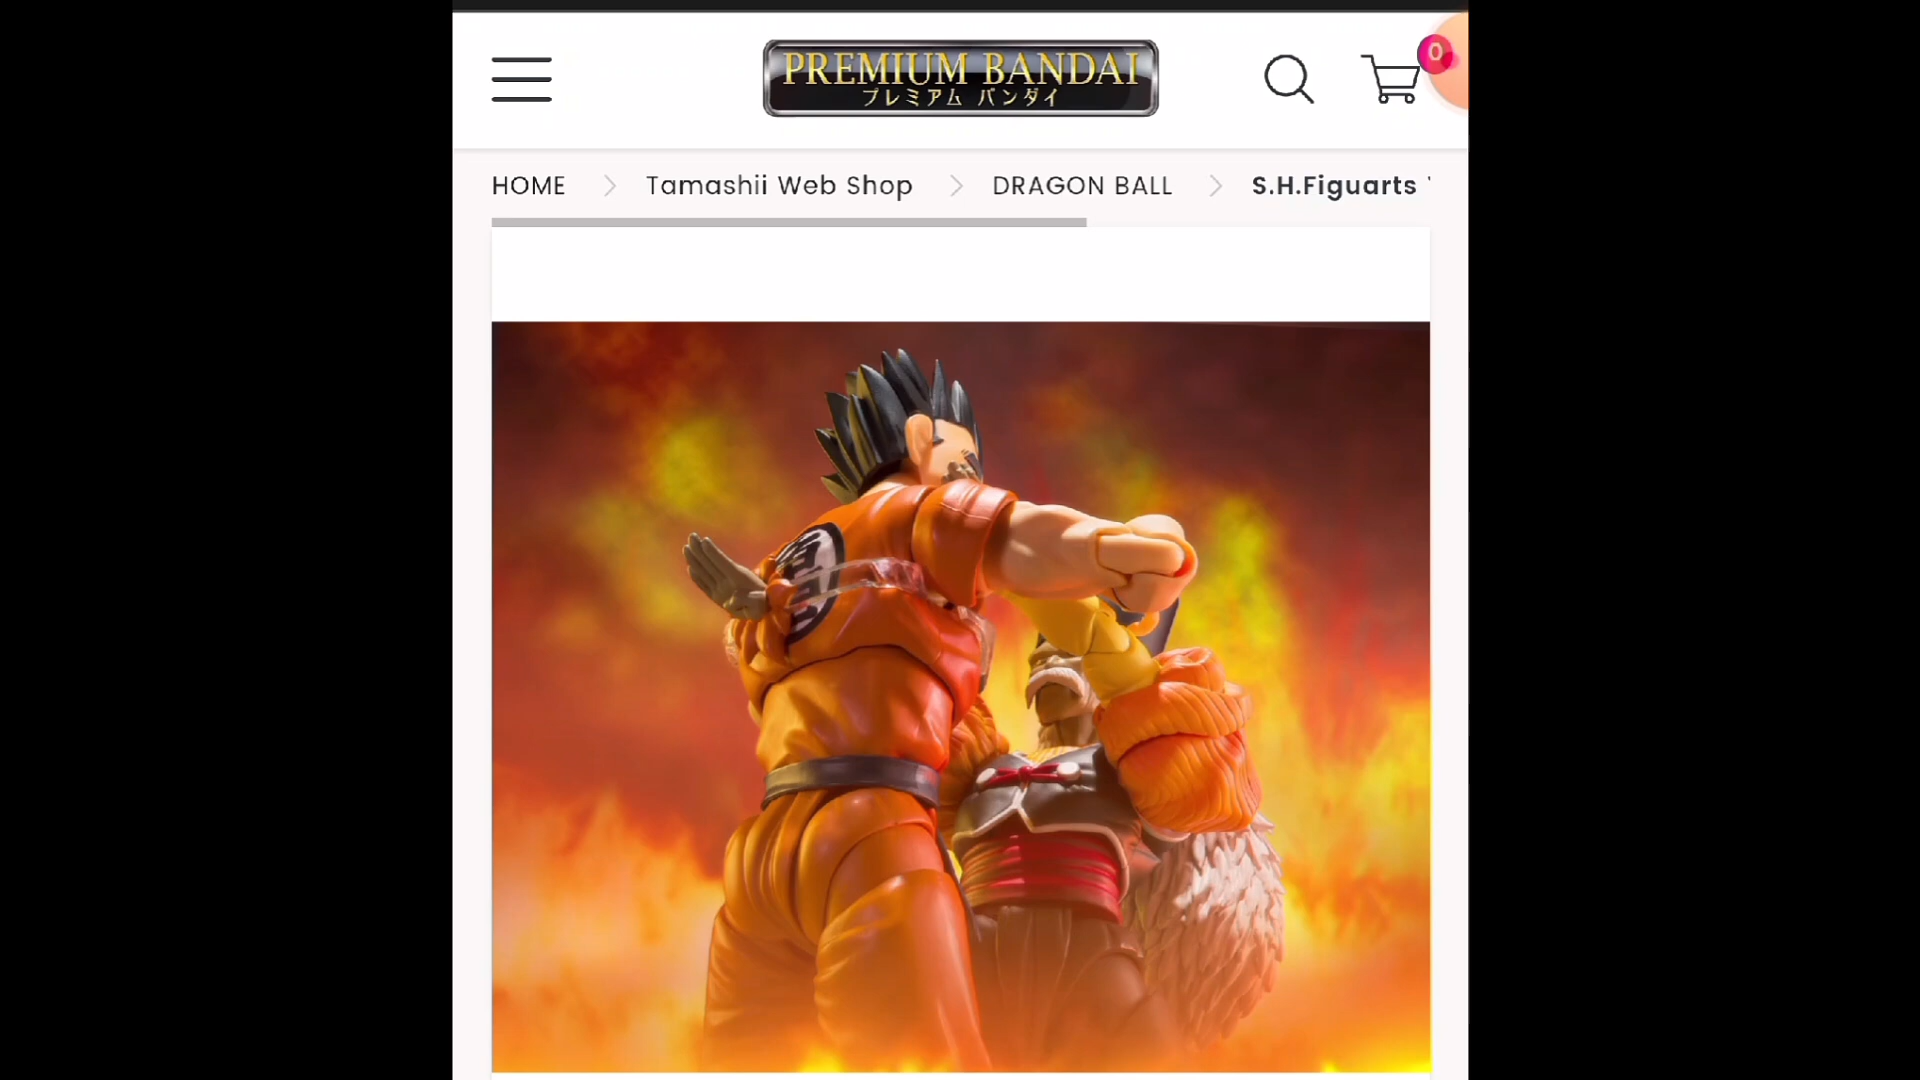 PREMIUM BANDAI
プレミアム バンダイ
0
HOME
Tamashii Web Shop
DRAGON BALL
S.H.Figuarts